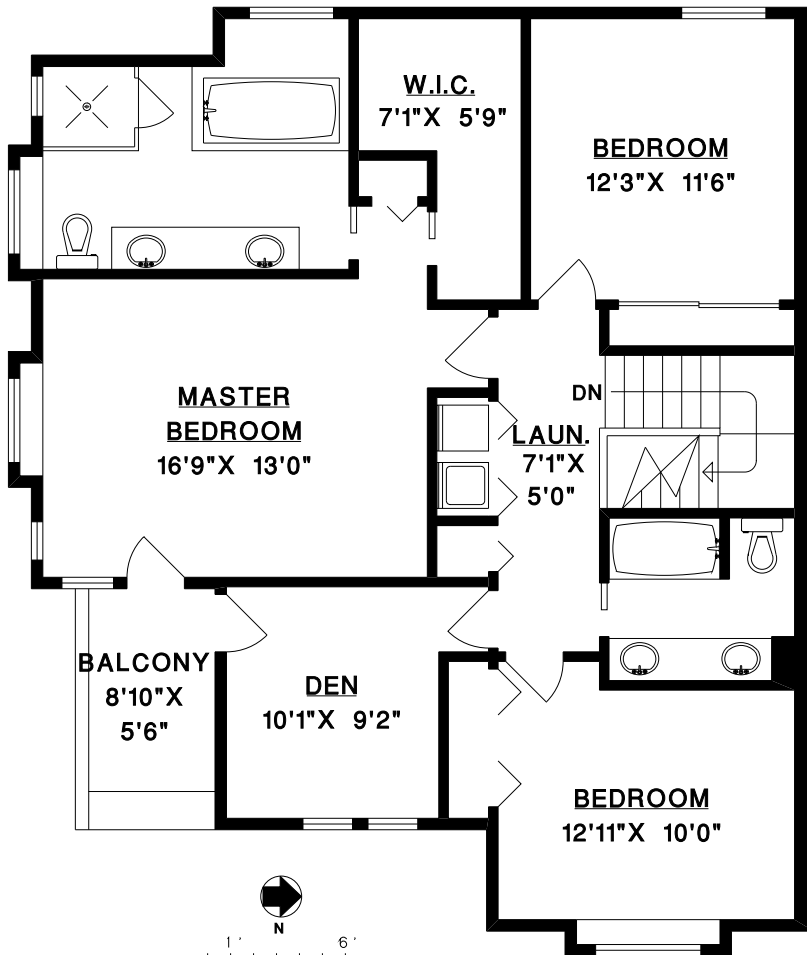 W.I.C.
7'1"X 5'9"
BEDROOM
12'3"X 11'6"
MASTER
BEDROOM
16'9"X 13'0"
DN
LAUN.
7'1"X
5'0"
BALCONY
8'10"X
5'6"
DEN
10'1"X 9'2"
BEDROOM
12'11"X 10'0"
N
1' 6'